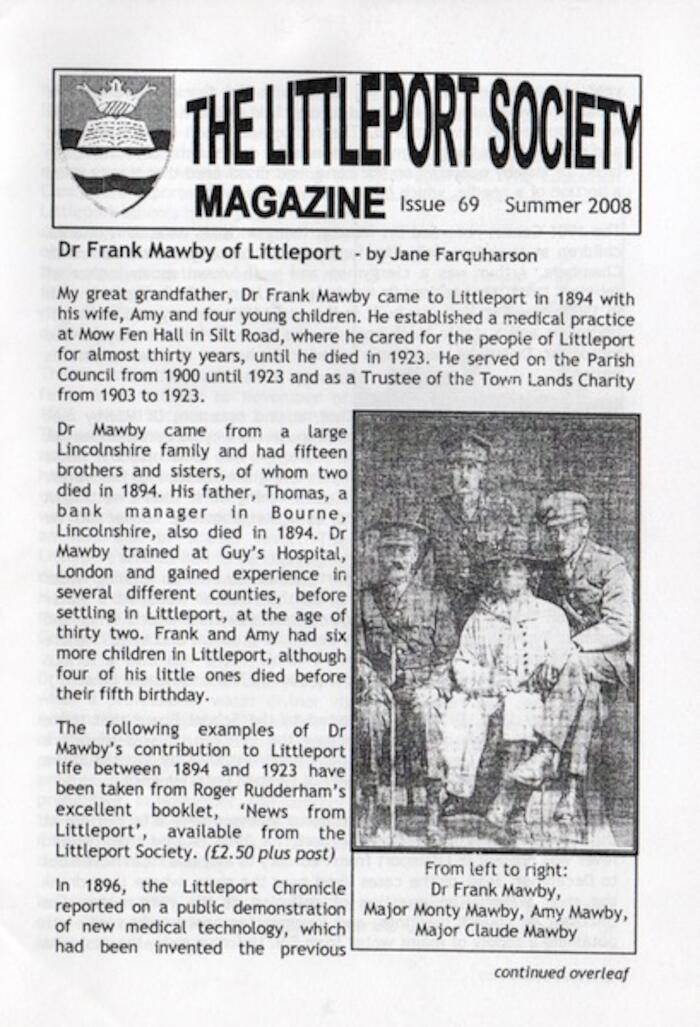 THE LITTLEPORT SOCIETY
MAGAZINE Issue 69 Summer 2008
Dr Frank Mawby of Littleport - by Jane Farquharson
My great grandfather, Dr Frank Mawby came to Littleport in 1894 with
his wife, Amy and four young children. He established a medical practice
at Mow Fen Hall in Silt Road, where he cared for the people of Littleport
for almost thirty years, until he died in 1923. He served on the Parish
Council from 1900 until 1923 and as a Trustee of the Town Lands Charity
from 1903 to 1923.
Dr Mawby came from a large
Lincolnshire family and had fifteen
brothers and sisters, of whom two
died in 1894. His father, Thomas, a
bank manager in Bourne,
Lincolnshire, also died in 1894. Dr
Mawby trained at Guy's Hospital,
London and gained experience in
several different counties, before
settling in Littleport, at the age of
thirty two. Frank and Amy had six
more children in Littleport, although
four of his little ones died before
their fifth birthday.
The following examples of Dr
Mawby's contribution to Littleport
life between 1894 and 1923 have
been taken from Roger Rudderham's
excellent booklet, 'News from
Littleport', available from the
Littleport Society. (£2.50 plus post)
In 1896, the Littleport Chronicle
reported on a public demonstration
of new medical technology, which
had been invented the previous
From left to right:
Dr Frank Mawby,
Major Monty Mawby, Amy Mawby,
Major Claude Mawby
continued overleaf